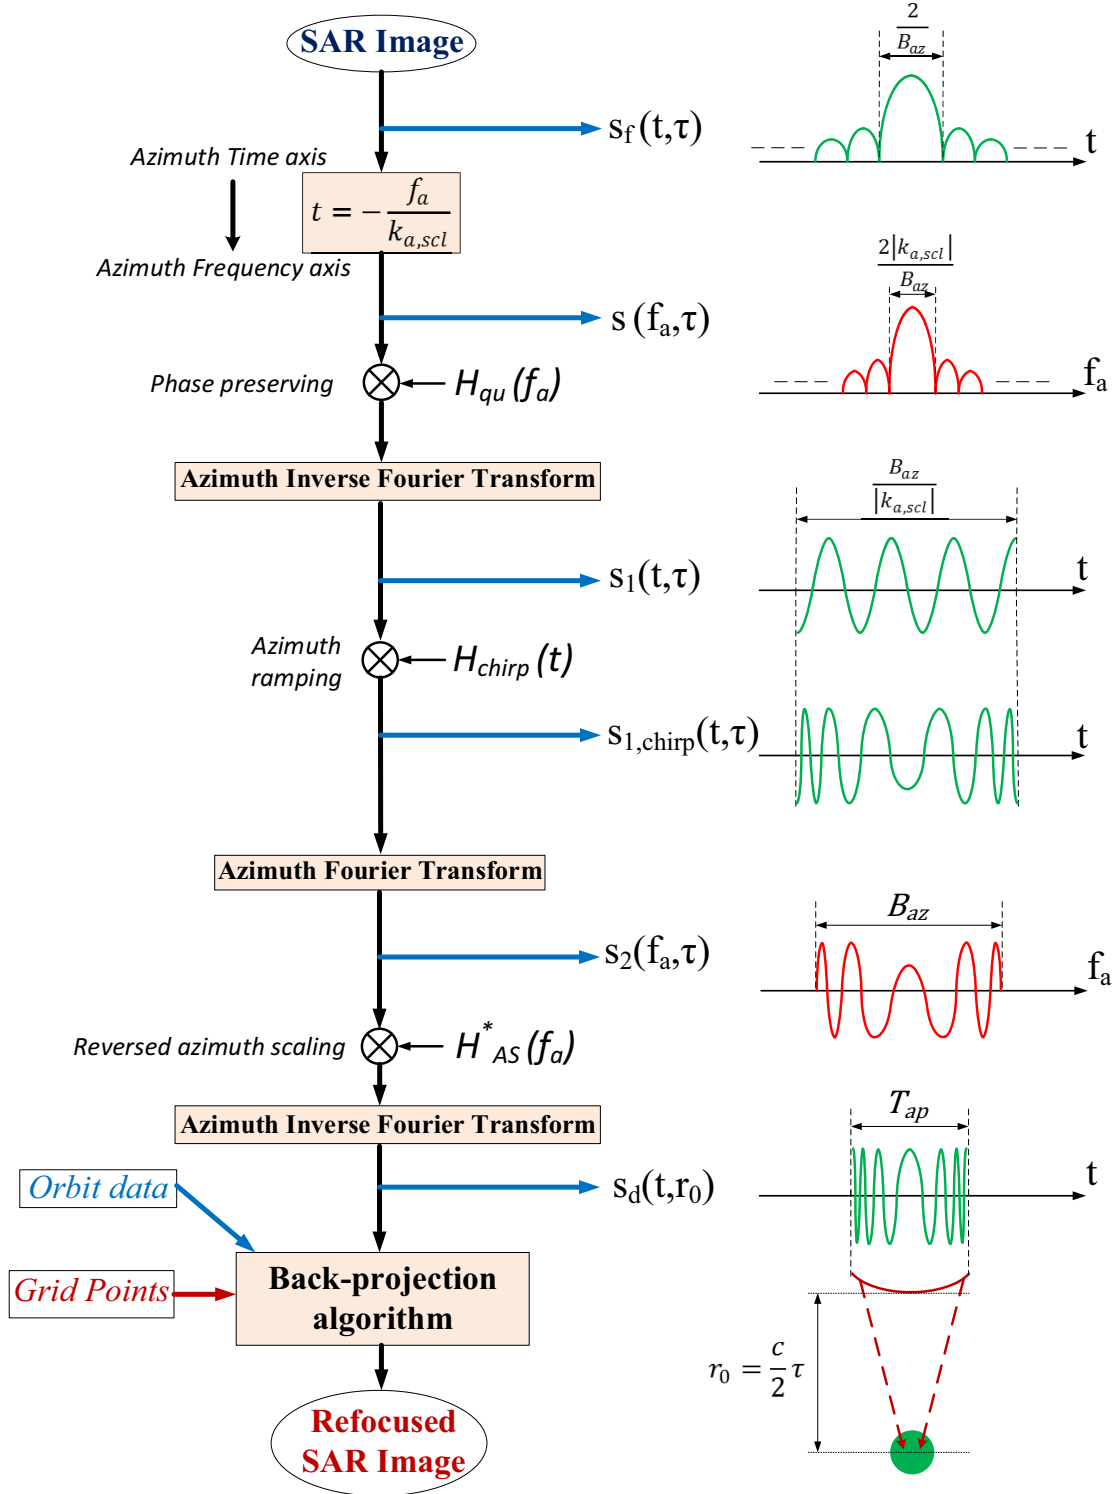 SAR Image
2
B_az
s_f(t,τ)
t
Azimuth Time axis
t = − f_a / k_a,scl
Azimuth Frequency axis
2|k_a,scl|
B_az
s(f_a,τ)
f_a
Phase preserving
H_qu(f_a)
Azimuth Inverse Fourier Transform
B_az
|k_a,scl|
s_1(t,τ)
t
Azimuth
ramping
H_chirp(t)
s_1,chirp(t,τ)
t
Azimuth Fourier Transform
B_az
s_2(f_a,τ)
f_a
Reversed azimuth scaling
H*_AS(f_a)
T_ap
Azimuth Inverse Fourier Transform
Orbit data
s_d(t,r_0)
t
Grid Points
Back-projection
algorithm
r_0 = c/2 τ
Refocused
SAR Image